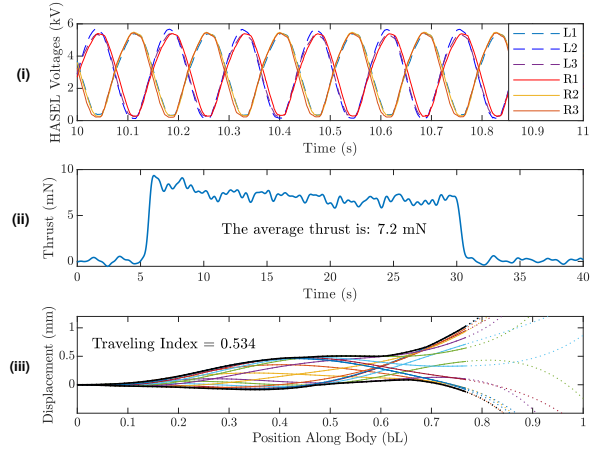 (i)
HASEL Voltages (kV)
6
4
2
0
10 10.1 10.2 10.3 10.4 10.5 10.6 10.7 10.8 10.9 11
Time (s)
L1
L2
L3
R1
R2
R3
(ii)
Thrust (mN)
10
5
0
The average thrust is: 7.2 mN
0 5 10 15 20 25 30 35 40
Time (s)
(iii)
Displacement (mm)
1
0.5
0
Traveling Index = 0.534
0 0.1 0.2 0.3 0.4 0.5 0.6 0.7 0.8 0.9 1
Position Along Body (bL)